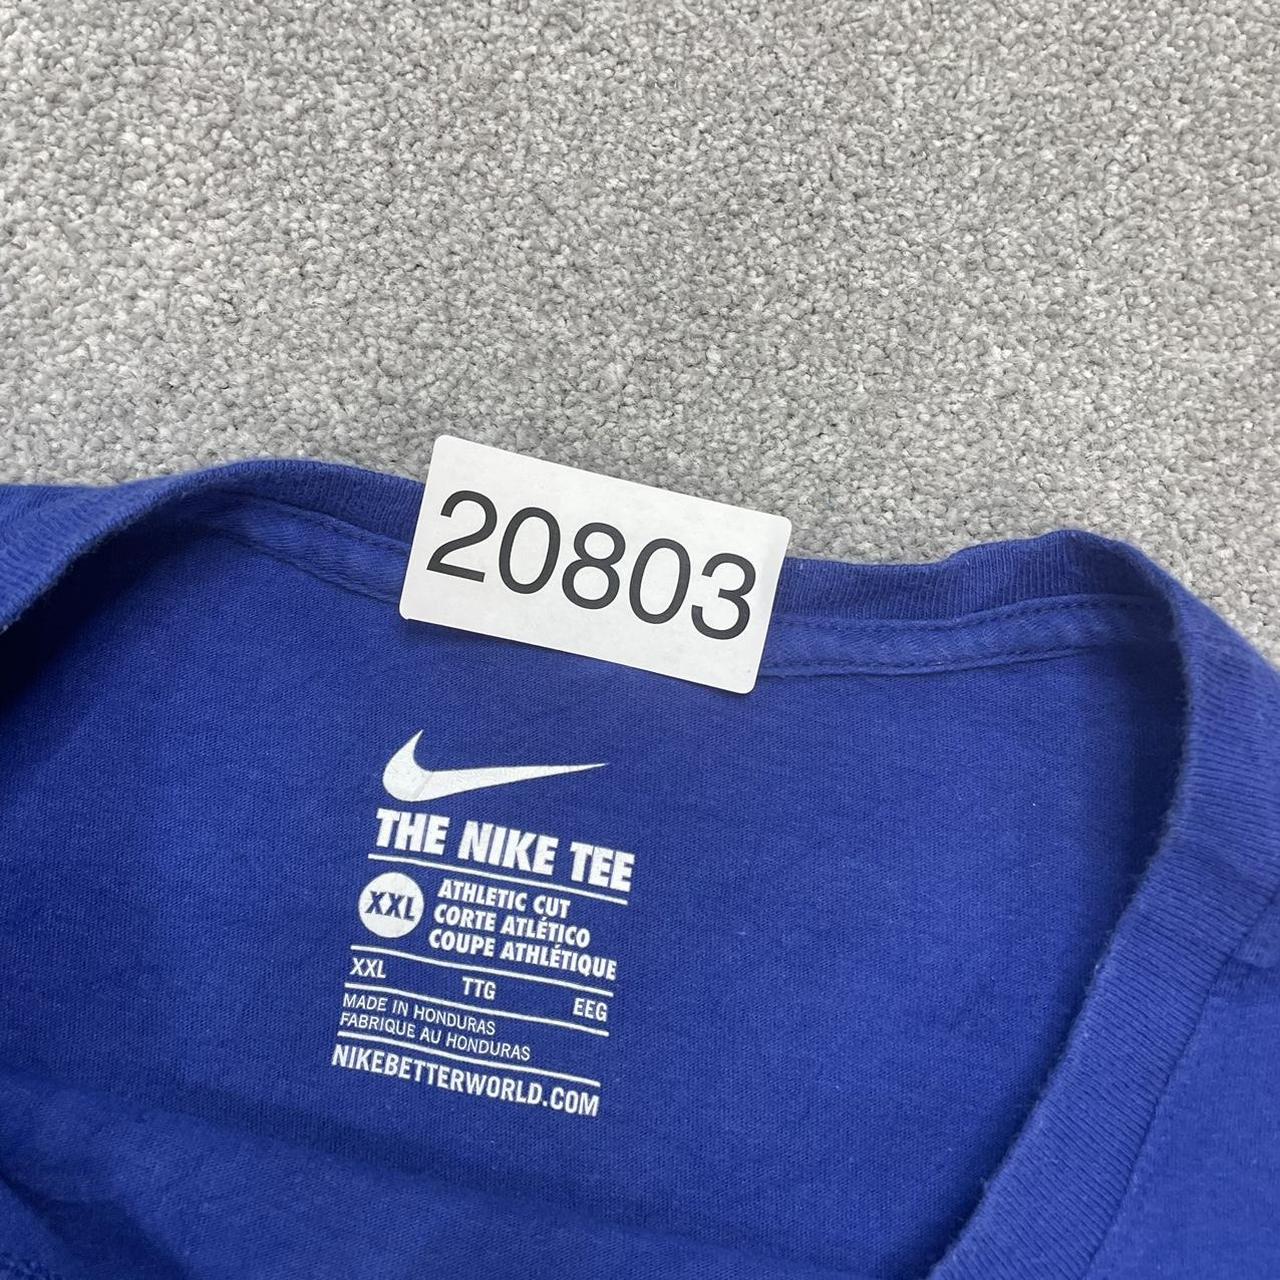 20803
THE NIKE TEE
XXL
ATHLETIC CUT
CORTE ATLÉTICO
COUPE ATHLÉTIQUE
XXL TTG EEG
MADE IN HONDURAS
FABRIQUE AU HONDURAS
NIKEBETTERWORLD.COM